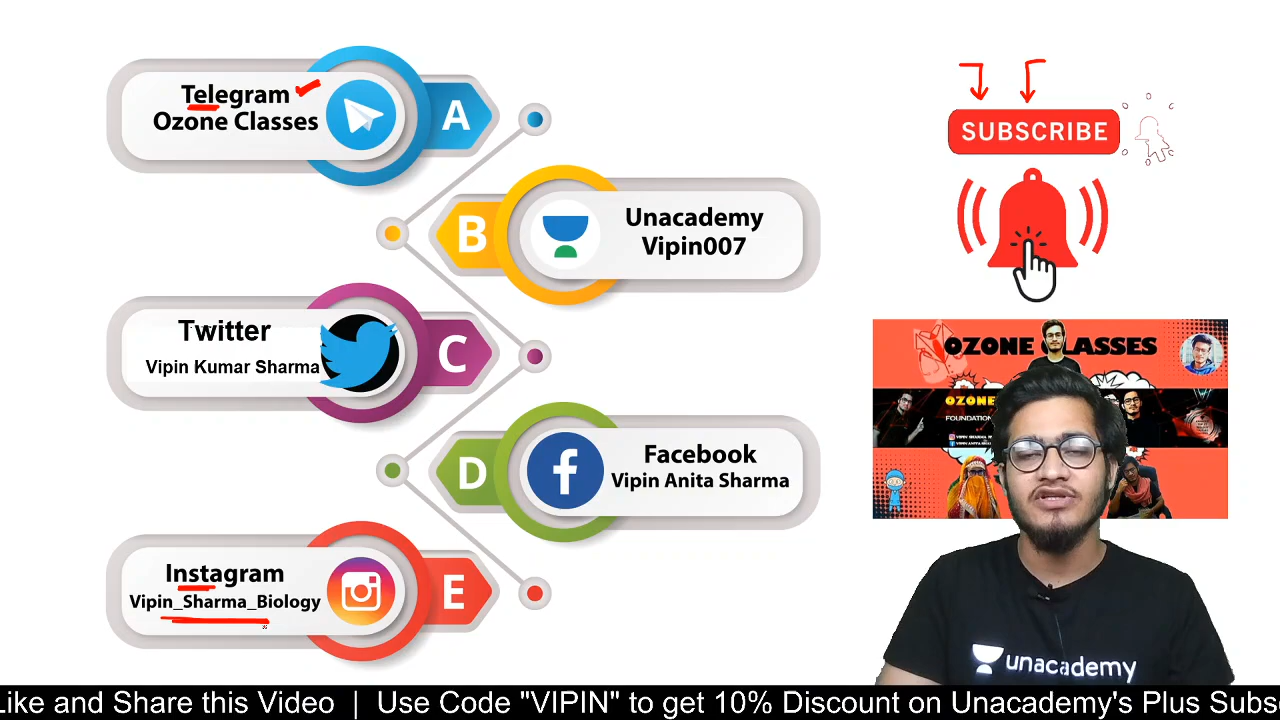 Telegram
Ozone Classes
A
B
Unacademy
Vipin007
Twitter
Vipin Kumar Sharma
C
D
Facebook
Vipin Anita Sharma
Instagram
Vipin_Sharma_Biology
E
SUBSCRIBE
OZONE LASSES
OZONE
FOUNDATION
unacademy
Like and Share this Video | Use Code "VIPIN" to get 10% Discount on Unacademy's Plus Subs